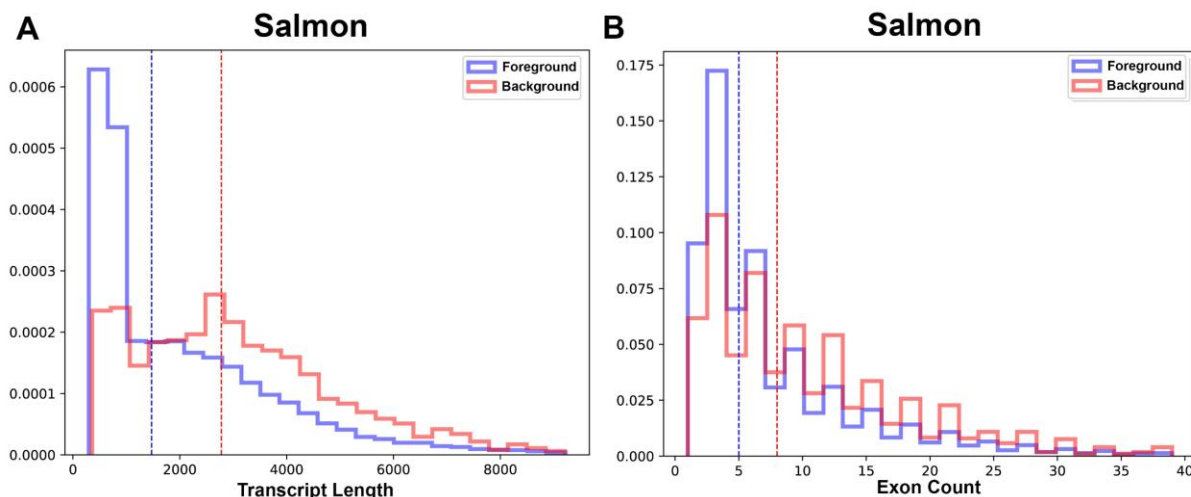 A
Salmon
Foreground
Background
0.0006
0.0005
0.0004
0.0003
0.0002
0.0001
0.0000
0
2000
4000
6000
8000
Transcript Length
B
Salmon
Foreground
Background
0.175
0.150
0.125
0.100
0.075
0.050
0.025
0.000
0
5
10
15
20
25
30
35
40
Exon Count